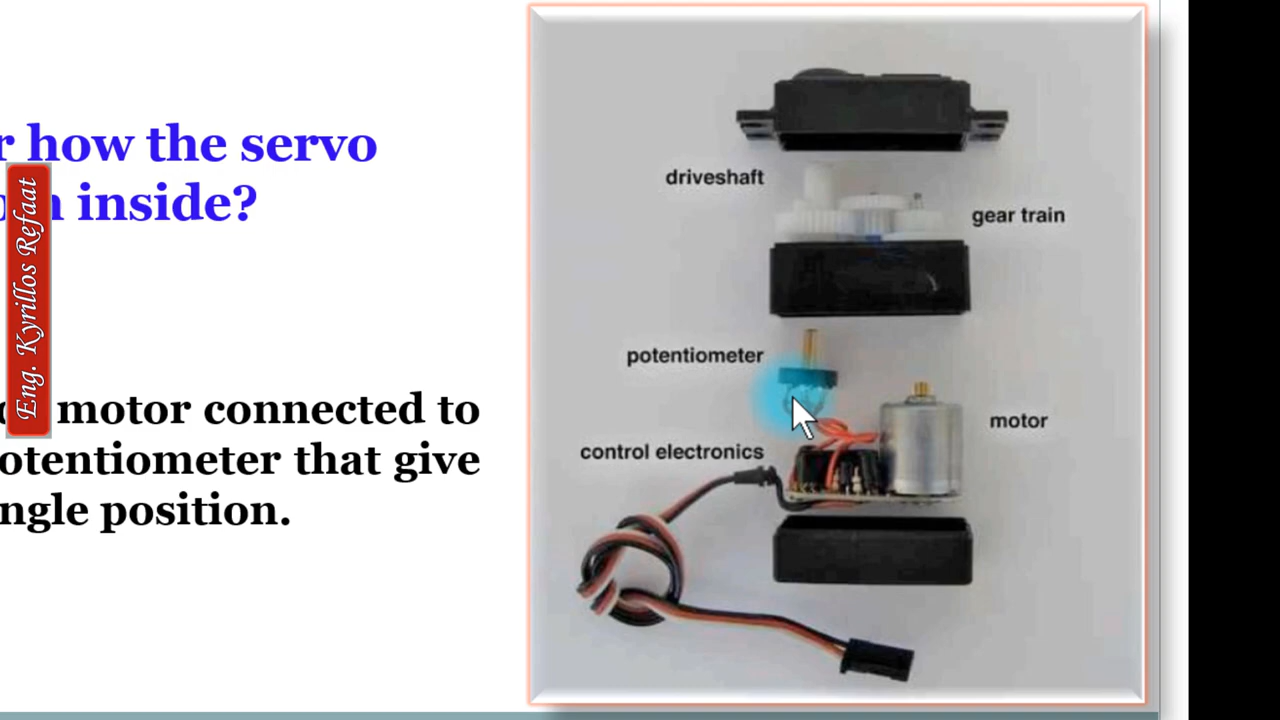 r how the servo
n inside?
motor connected to
otentiometer that give
ngle position.
Eng. Kyrillos Refaat
driveshaft
gear train
potentiometer
motor
control electronics